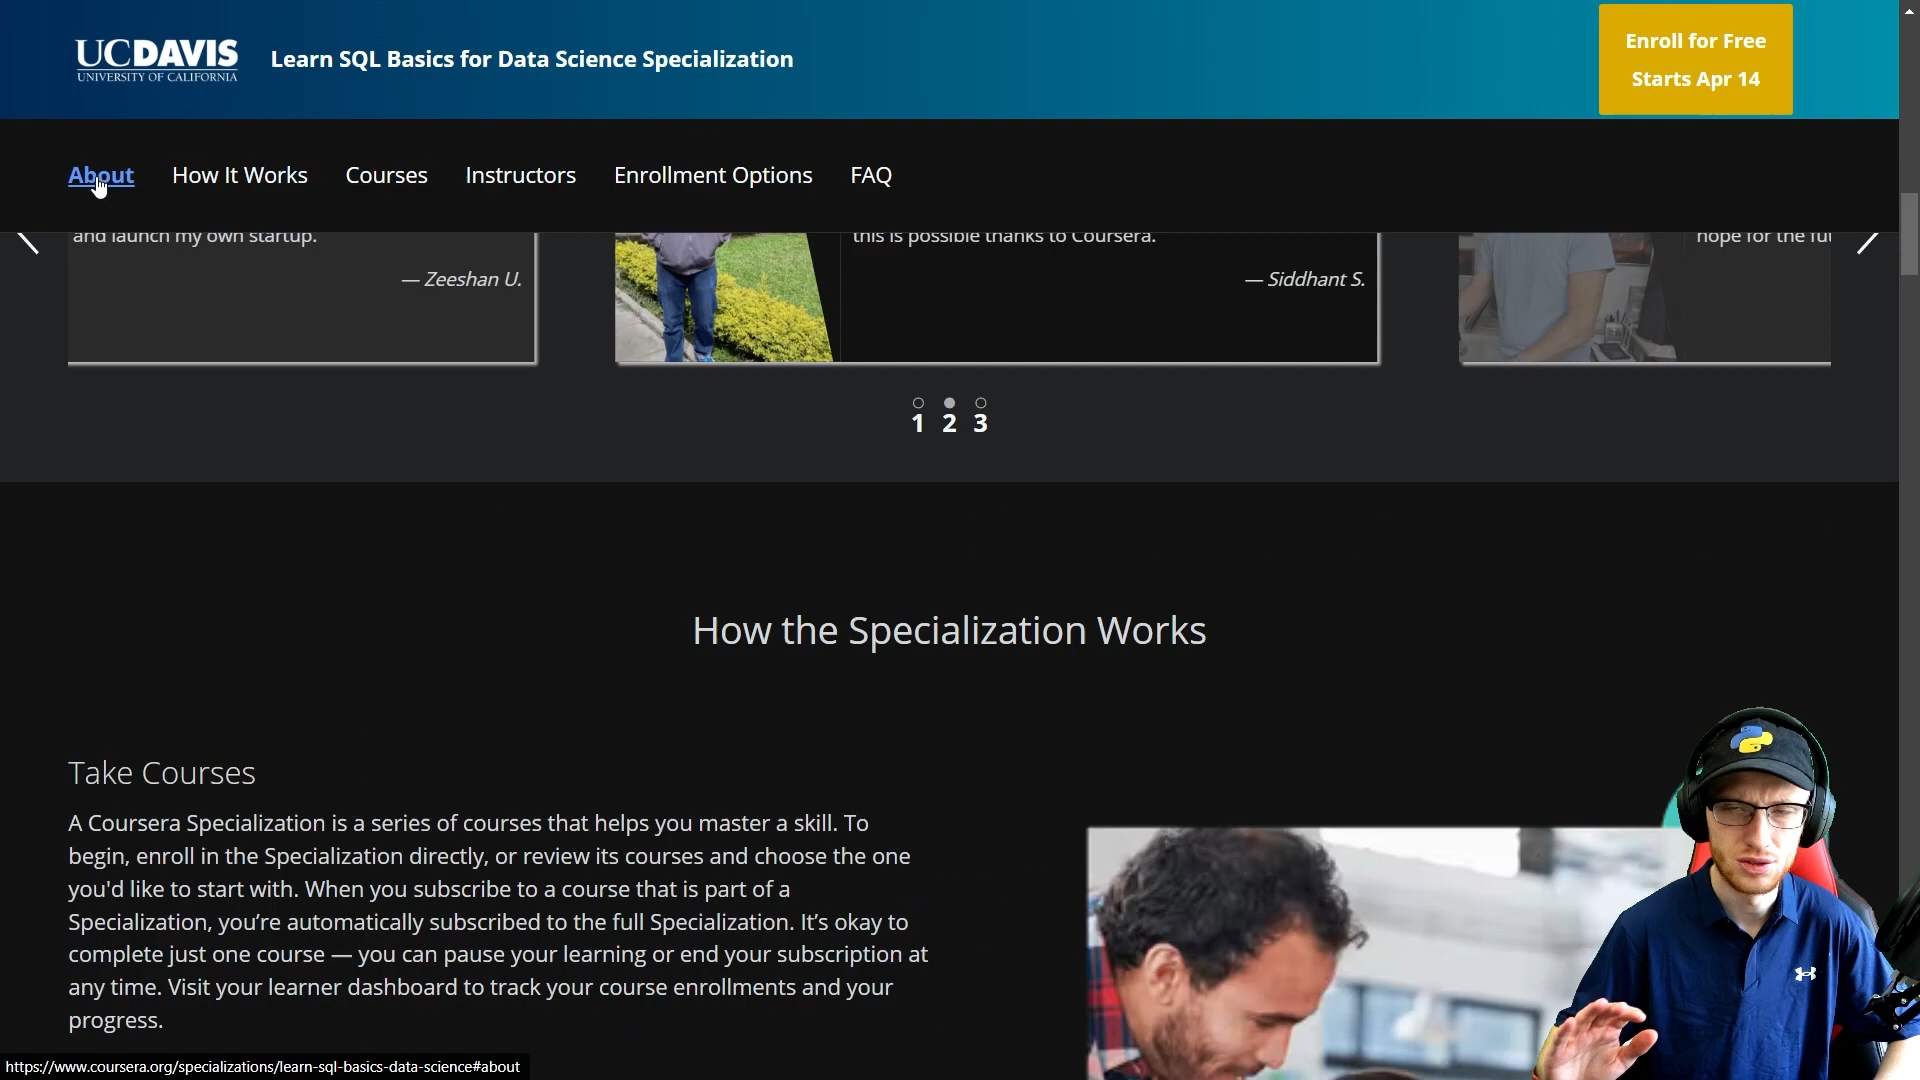 UCDAVIS
UNIVERSITY OF CALIFORNIA
Learn SQL Basics for Data Science Specialization
Enroll for Free
Starts Apr 14
About
How It Works
Courses
Instructors
Enrollment Options
FAQ
and launch my own startup.
— Zeeshan U.
this is possible thanks to Coursera.
— Siddhant S.
hope for the
1 2 3
How the Specialization Works
Take Courses
A Coursera Specialization is a series of courses that helps you master a skill. To
begin, enroll in the Specialization directly, or review its courses and choose the one
you'd like to start with. When you subscribe to a course that is part of a
Specialization, you’re automatically subscribed to the full Specialization. It’s okay to
complete just one course — you can pause your learning or end your subscription at
any time. Visit your learner dashboard to track your course enrollments and your
progress.
https://www.coursera.org/specializations/learn-sql-basics-data-science#about